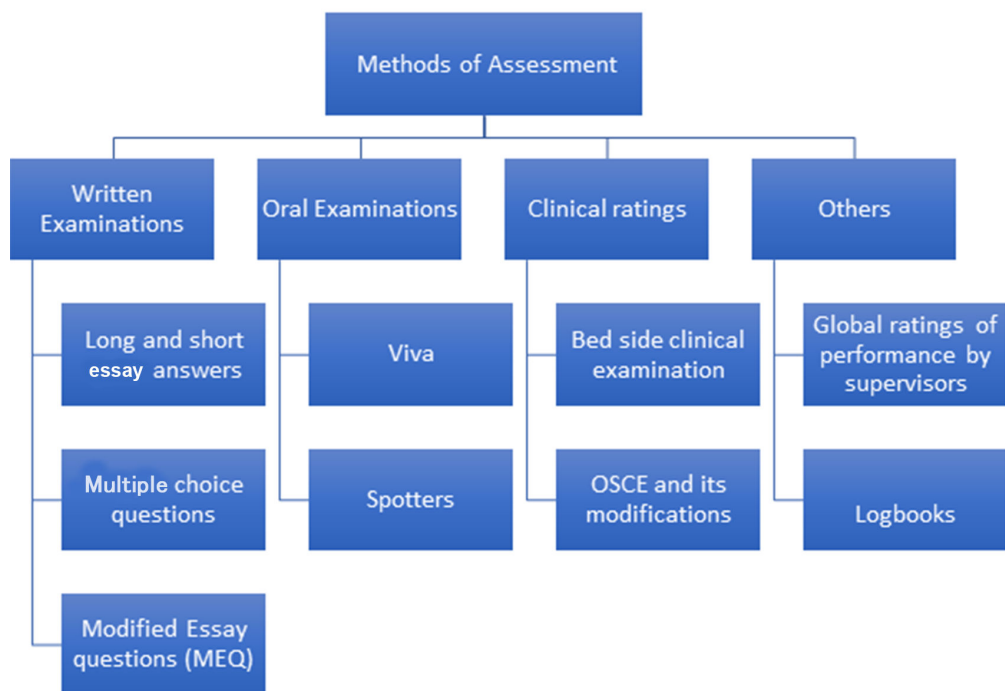 Methods of Assessment
Written
Examinations
Oral Examinations
Clinical ratings
Others
Long and short
essay answers
Viva
Bed side clinical
examination
Global ratings of
performance by
supervisors
Multiple choice
questions
Spotters
OSCE and its
modifications
Logbooks
Modified Essay
questions (MEQ)